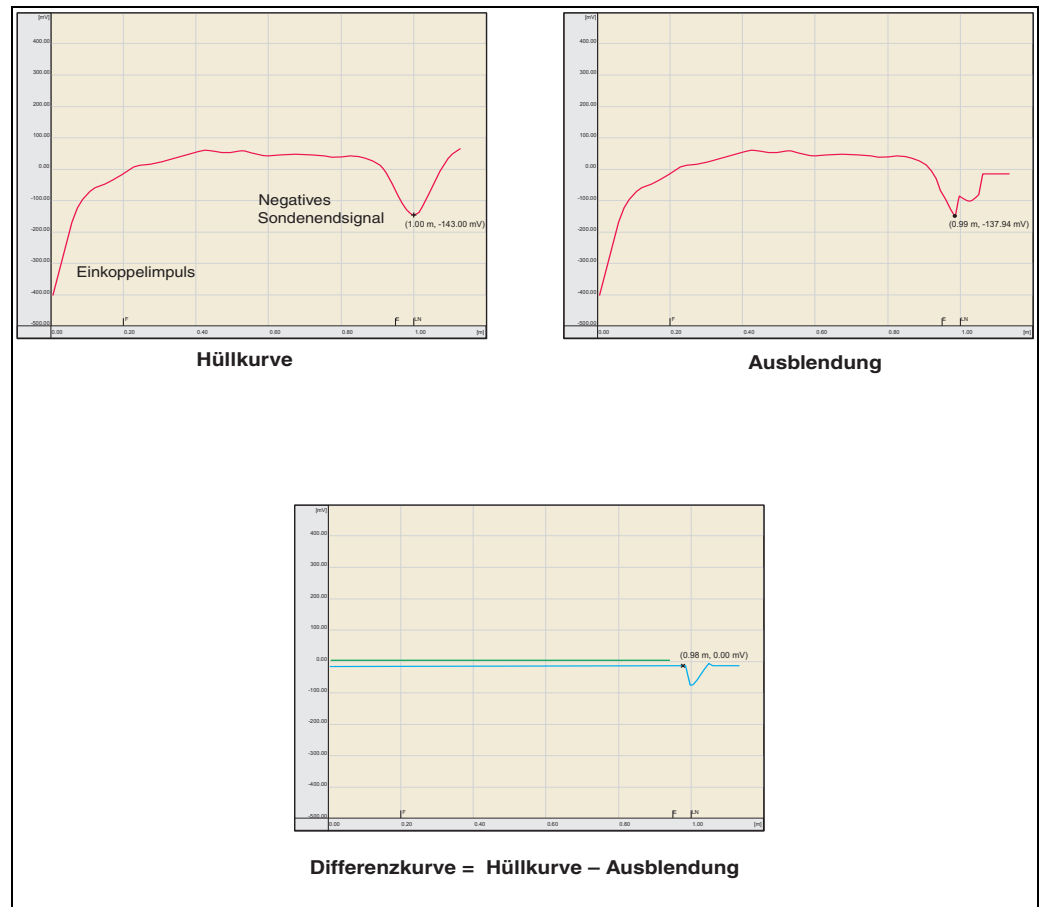 [mV]
400.00
300.00
200.00
100.00
0.00
-100.00
-200.00
-300.00
-400.00
-500.00
Negatives
Sondenendsignal
(1.00 m, -143.00 mV)
Einkoppelimpuls
F
E
LN
0.00 0.20 0.40 0.60 0.80 1.00 [m]
Hüllkurve
[mV]
400.00
300.00
200.00
100.00
0.00
-100.00
-200.00
-300.00
-400.00
-500.00
(0.99 m, -137.94 mV)
F
E
LN
0.00 0.20 0.40 0.60 0.80 1.00 [m]
Ausblendung
[mV]
400.00
300.00
200.00
100.00
0.00
-100.00
-200.00
-300.00
-400.00
-500.00
(0.98 m, 0.00 mV)
F
E
LN
0.00 0.20 0.40 0.60 0.80 1.00 [m]
Differenzkurve = Hüllkurve – Ausblendung